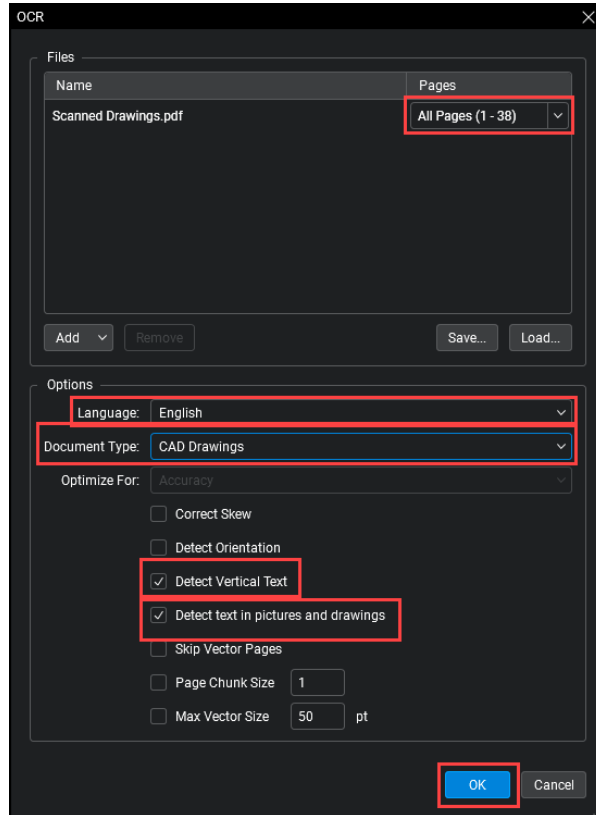 OCR
Files
Name Pages
Scanned Drawings.pdf All Pages (1 - 38)
Add Remove Save... Load...
Options
Language: English
Document Type: CAD Drawings
Optimize For: Accuracy
Correct Skew
Detect Orientation
Detect Vertical Text
Detect text in pictures and drawings
Skip Vector Pages
Page Chunk Size 1
Max Vector Size 50 pt
OK Cancel